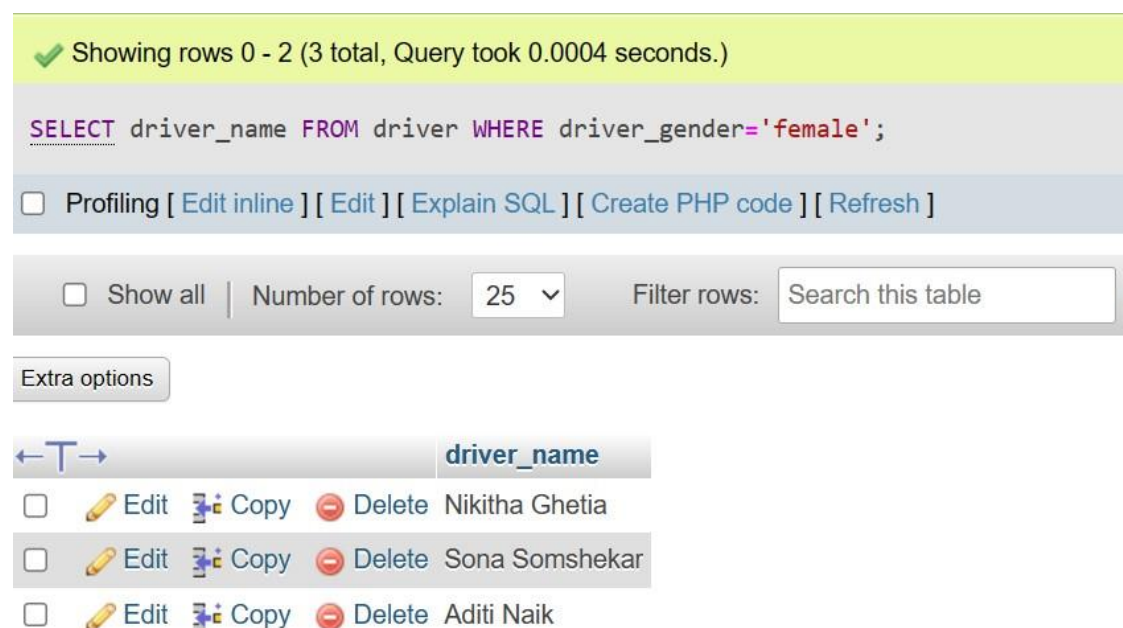 Showing rows 0 - 2 (3 total, Query took 0.0004 seconds.)
SELECT driver_name FROM driver WHERE driver_gender='female';
Profiling [ Edit inline ] [ Edit ] [ Explain SQL ] [ Create PHP code ] [ Refresh ]
Show all | Number of rows: 25 Filter rows: Search this table
Extra options
←T→ driver_name
Edit Copy Delete Nikitha Ghetia
Edit Copy Delete Sona Somshekar
Edit Copy Delete Aditi Naik